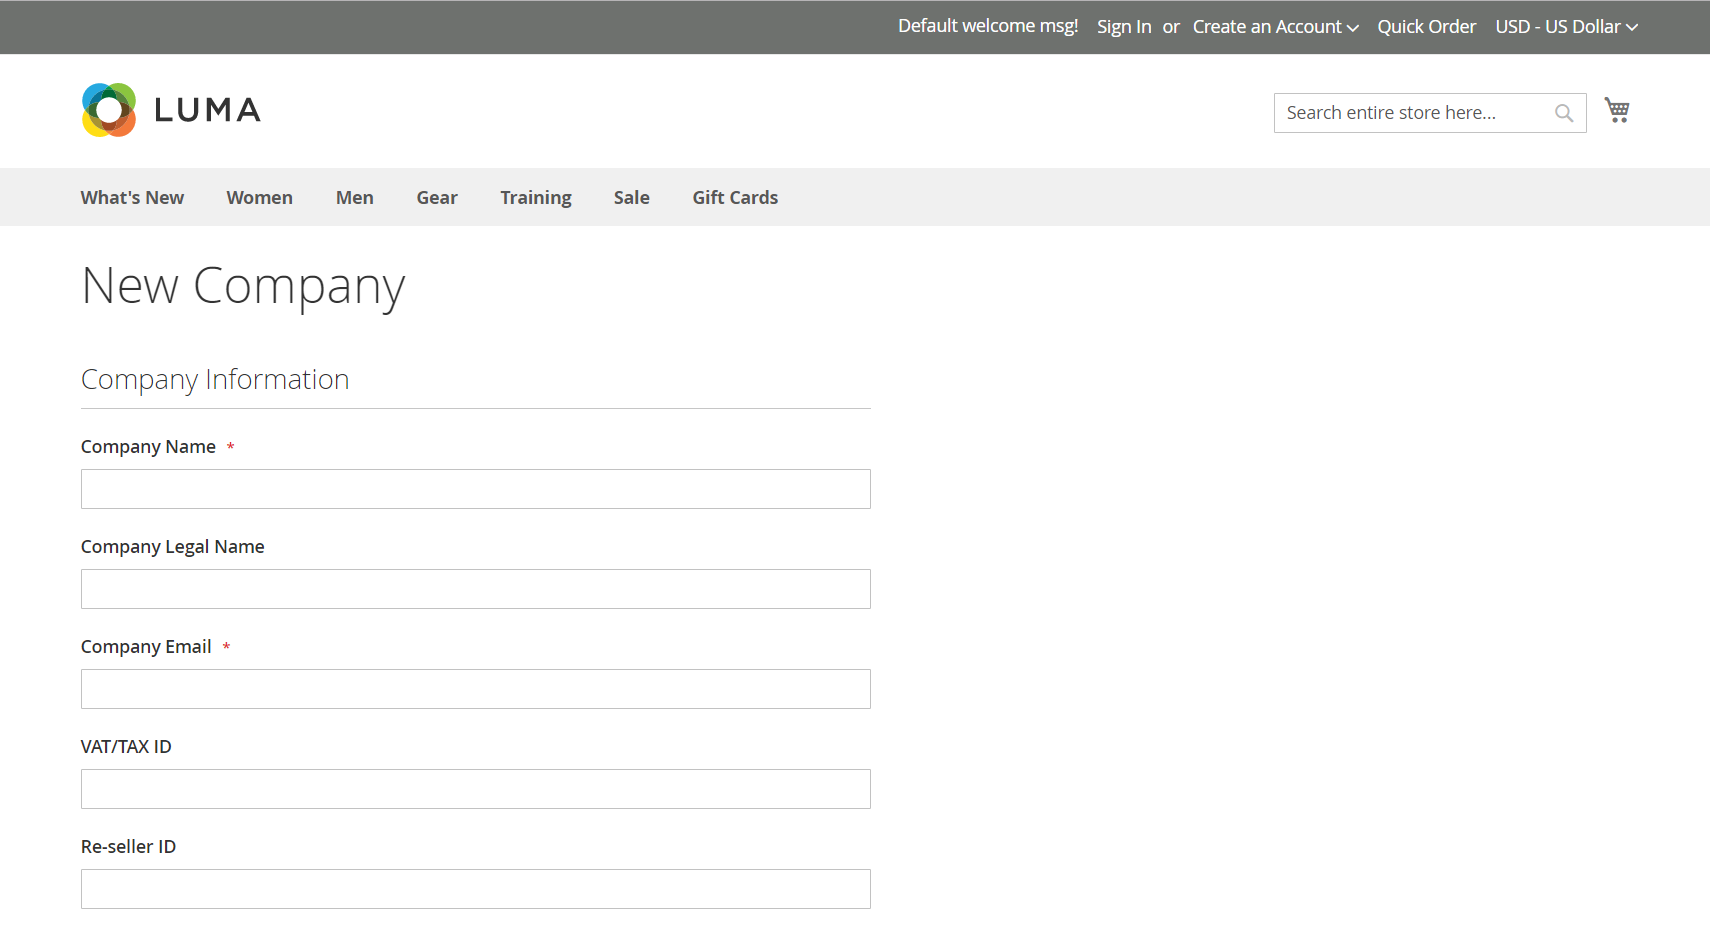 Default welcome msg! Sign In or Create an Account Quick Order USD - US Dollar
LUMA
Search entire store here...
What's New Women Men Gear Training Sale Gift Cards
New Company
Company Information
Company Name *
Company Legal Name
Company Email *
VAT/TAX ID
Re-seller ID